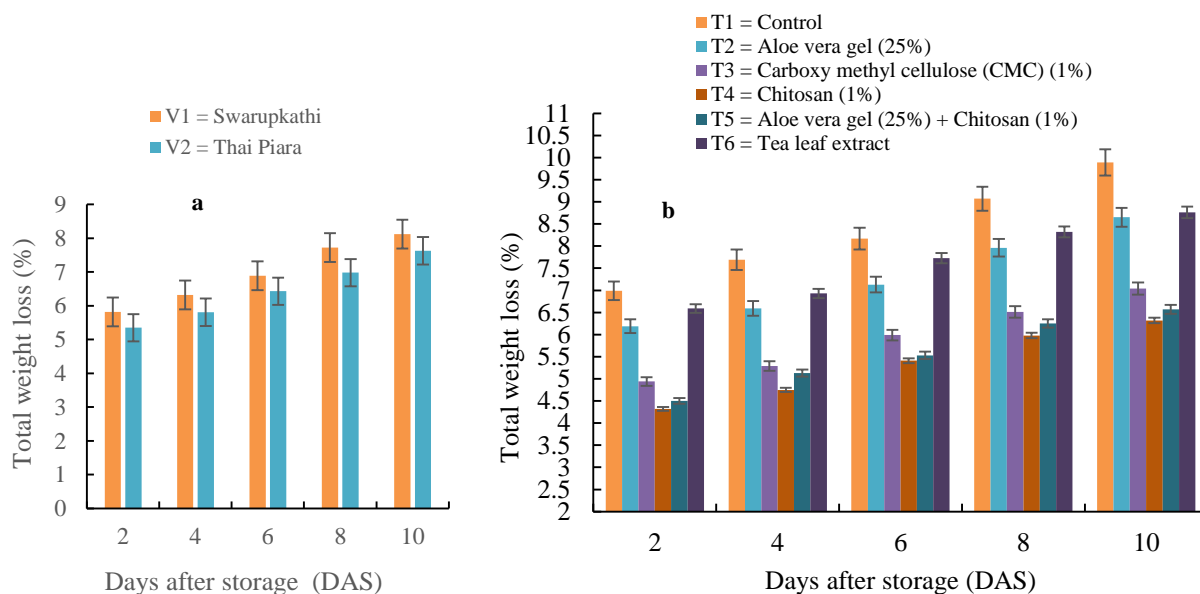 V1 = Swarupkathi
V2 = Thai Piara
a
Total weight loss (%)
9
8
7
6
5
4
3
2
1
0
2 4 6 8 10
Days after storage (DAS)
T1 = Control
T2 = Aloe vera gel (25%)
T3 = Carboxy methyl cellulose (CMC) (1%)
T4 = Chitosan (1%)
T5 = Aloe vera gel (25%) + Chitosan (1%)
T6 = Tea leaf extract
b
Total weight loss (%)
11
10.5
10
9.5
9
8.5
8
7.5
7
6.5
6
5.5
5
4.5
4
3.5
3
2.5
2
2 4 6 8 10
Days after storage (DAS)